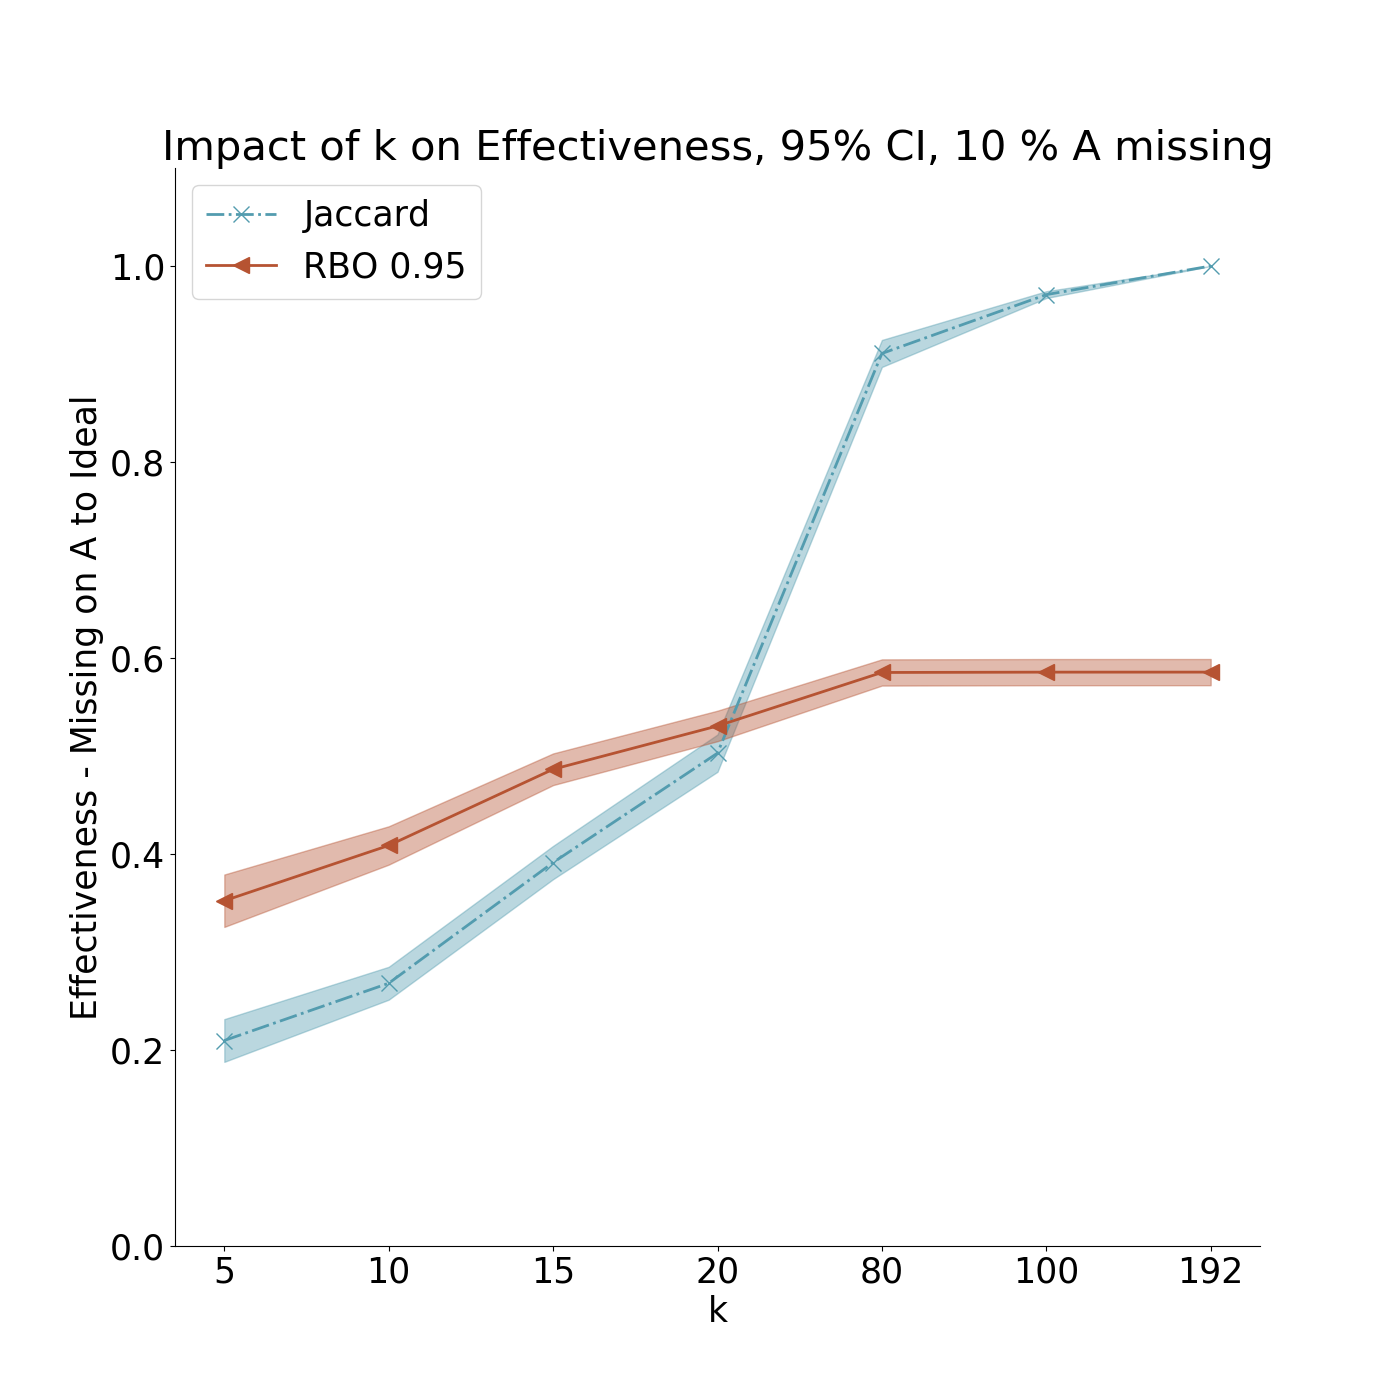 Impact of k on Effectiveness, 95% CI, 10 % A missing
Jaccard
RBO 0.95
Effectiveness - Missing on A to Ideal
1.0
0.8
0.6
0.4
0.2
0.0
5 10 15 20 80 100 192
k